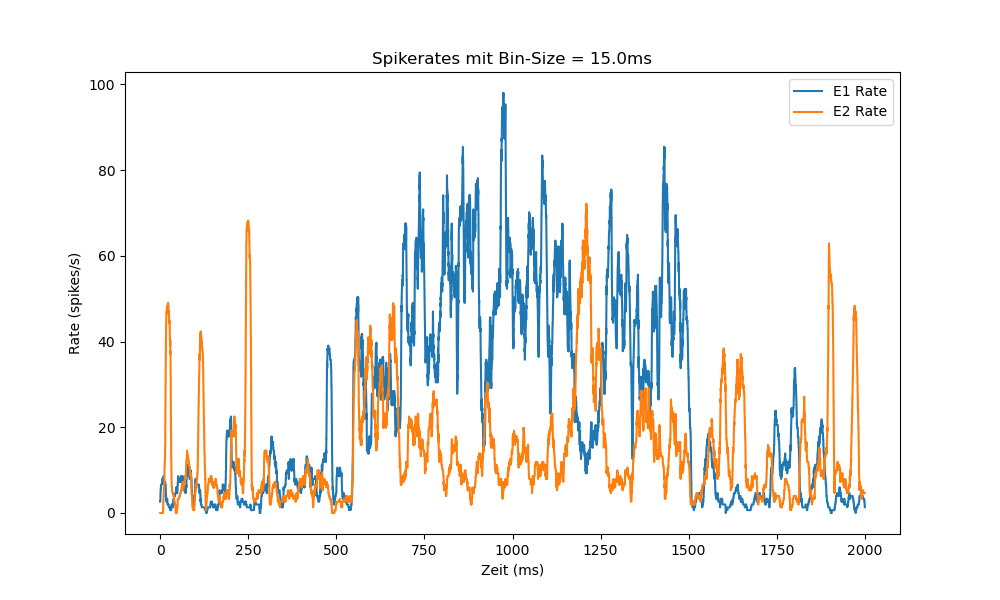 Spikerates mit Bin-Size = 15.0ms
E1 Rate
E2 Rate
Rate (spikes/s)
100
80
60
40
20
0
0 250 500 750 1000 1250 1500 1750 2000
Zeit (ms)